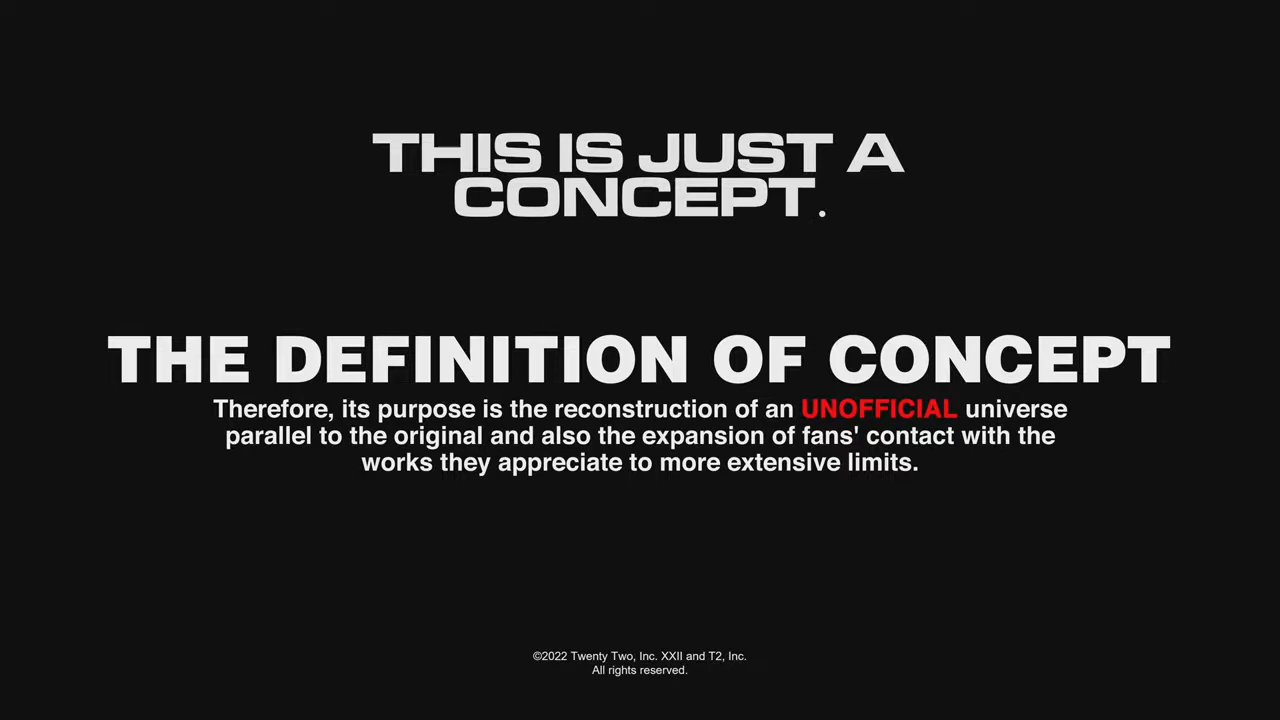 THIS IS JUST A
CONCEPT.
THE DEFINITION OF CONCEPT
Therefore, its purpose is the reconstruction of an UNOFFICIAL universe
parallel to the original and also the expansion of fans' contact with the
works they appreciate to more extensive limits.
©2022 Twenty Two, Inc. XXII and T2, Inc.
All rights reserved.